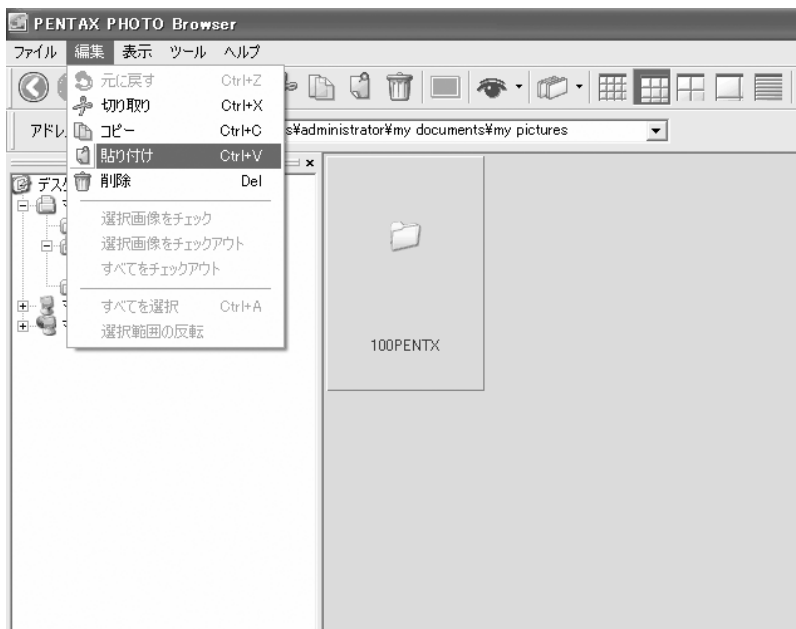 PENTAX PHOTO Browser
ファイル 編集 表示 ツール ヘルプ
元に戻す Ctrl+Z
切り取り Ctrl+X
コピー Ctrl+C
貼り付け Ctrl+V
削除 Del
選択画像をチェック
選択画像をチェックアウト
すべてをチェックアウト
すべてを選択 Ctrl+A
選択範囲の反転
アドレ
s¥administrator¥my documents¥my pictures
デスク
100PENTX